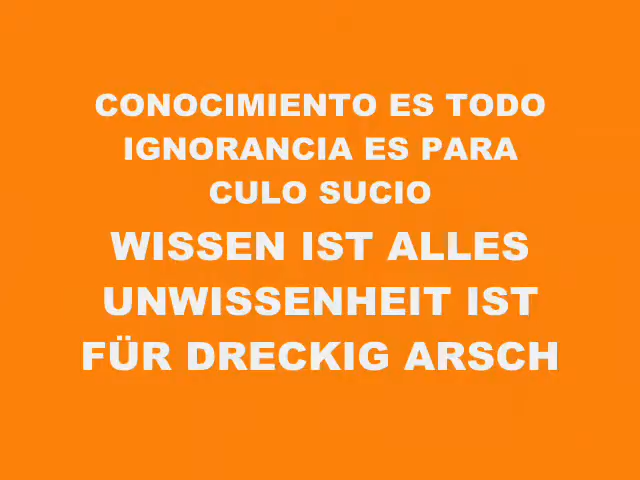 CONOCIMIENTO ES TODO
IGNORANCIA ES PARA
CULO SUCIO
WISSEN IST ALLES
UNWISSENHEIT IST
FÜR DRECKIG ARSCH